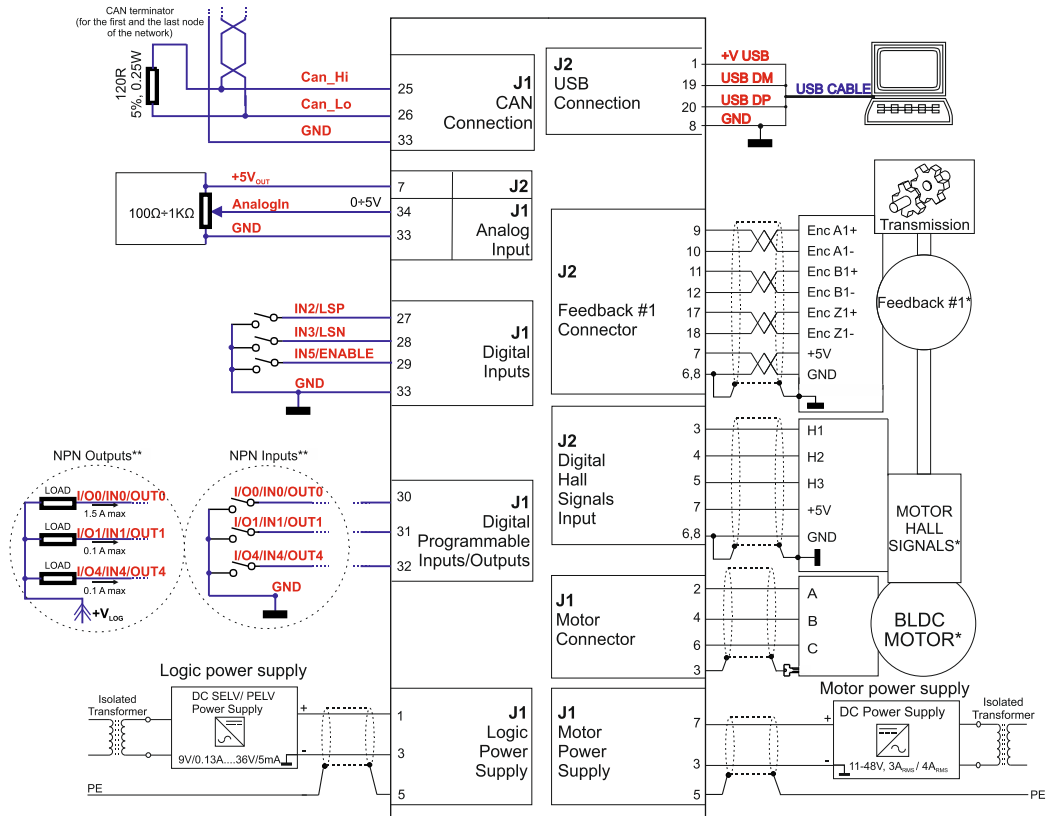 CAN terminator
(for the first and the last node
of the network)
120R
5%, 0.25W
Can_Hi
Can_Lo
GND
25
26
33
J1
CAN
Connection
J2
USB
Connection
1
19
20
8
+V USB
USB DM
USB DP
GND
USB CABLE
+5VOUT
AnalogIn
0÷5V
GND
100Ω÷1KΩ
7
34
33
J2
J1
Analog
Input
J2
Feedback #1
Connector
9
10
11
12
17
18
7
6,8
Enc A1+
Enc A1-
Enc B1+
Enc B1-
Enc Z1+
Enc Z1-
+5V
GND
Transmission
Feedback #1*
IN2/LSP
IN3/LSN
IN5/ENABLE
GND
27
28
29
33
J1
Digital
Inputs
J2
Digital
Hall
Signals
Input
3
4
5
7
6,8
H1
H2
H3
+5V
GND
MOTOR
HALL
SIGNALS*
NPN Outputs**
LOAD
I/O0/IN0/OUT0
1.5 A max
LOAD
I/O1/IN1/OUT1
0.1 A max
LOAD
I/O4/IN4/OUT4
0.1 A max
+VLOG
NPN Inputs**
I/O0/IN0/OUT0
I/O1/IN1/OUT1
I/O4/IN4/OUT4
GND
30
31
32
J1
Digital
Programmable
Inputs/Outputs
J1
Motor
Connector
2
4
6
3
A
B
C
BLDC
MOTOR*
Logic power supply
Isolated
Transformer
DC SELV/ PELV
Power Supply
9V/0.13A....36V/5mA
+
-
PE
1
3
5
J1
Logic
Power
Supply
J1
Motor
Power
Supply
7
3
5
Motor power supply
+
-
DC Power Supply
11-48V, 3ARMS / 4ARMS
Isolated
Transformer
PE